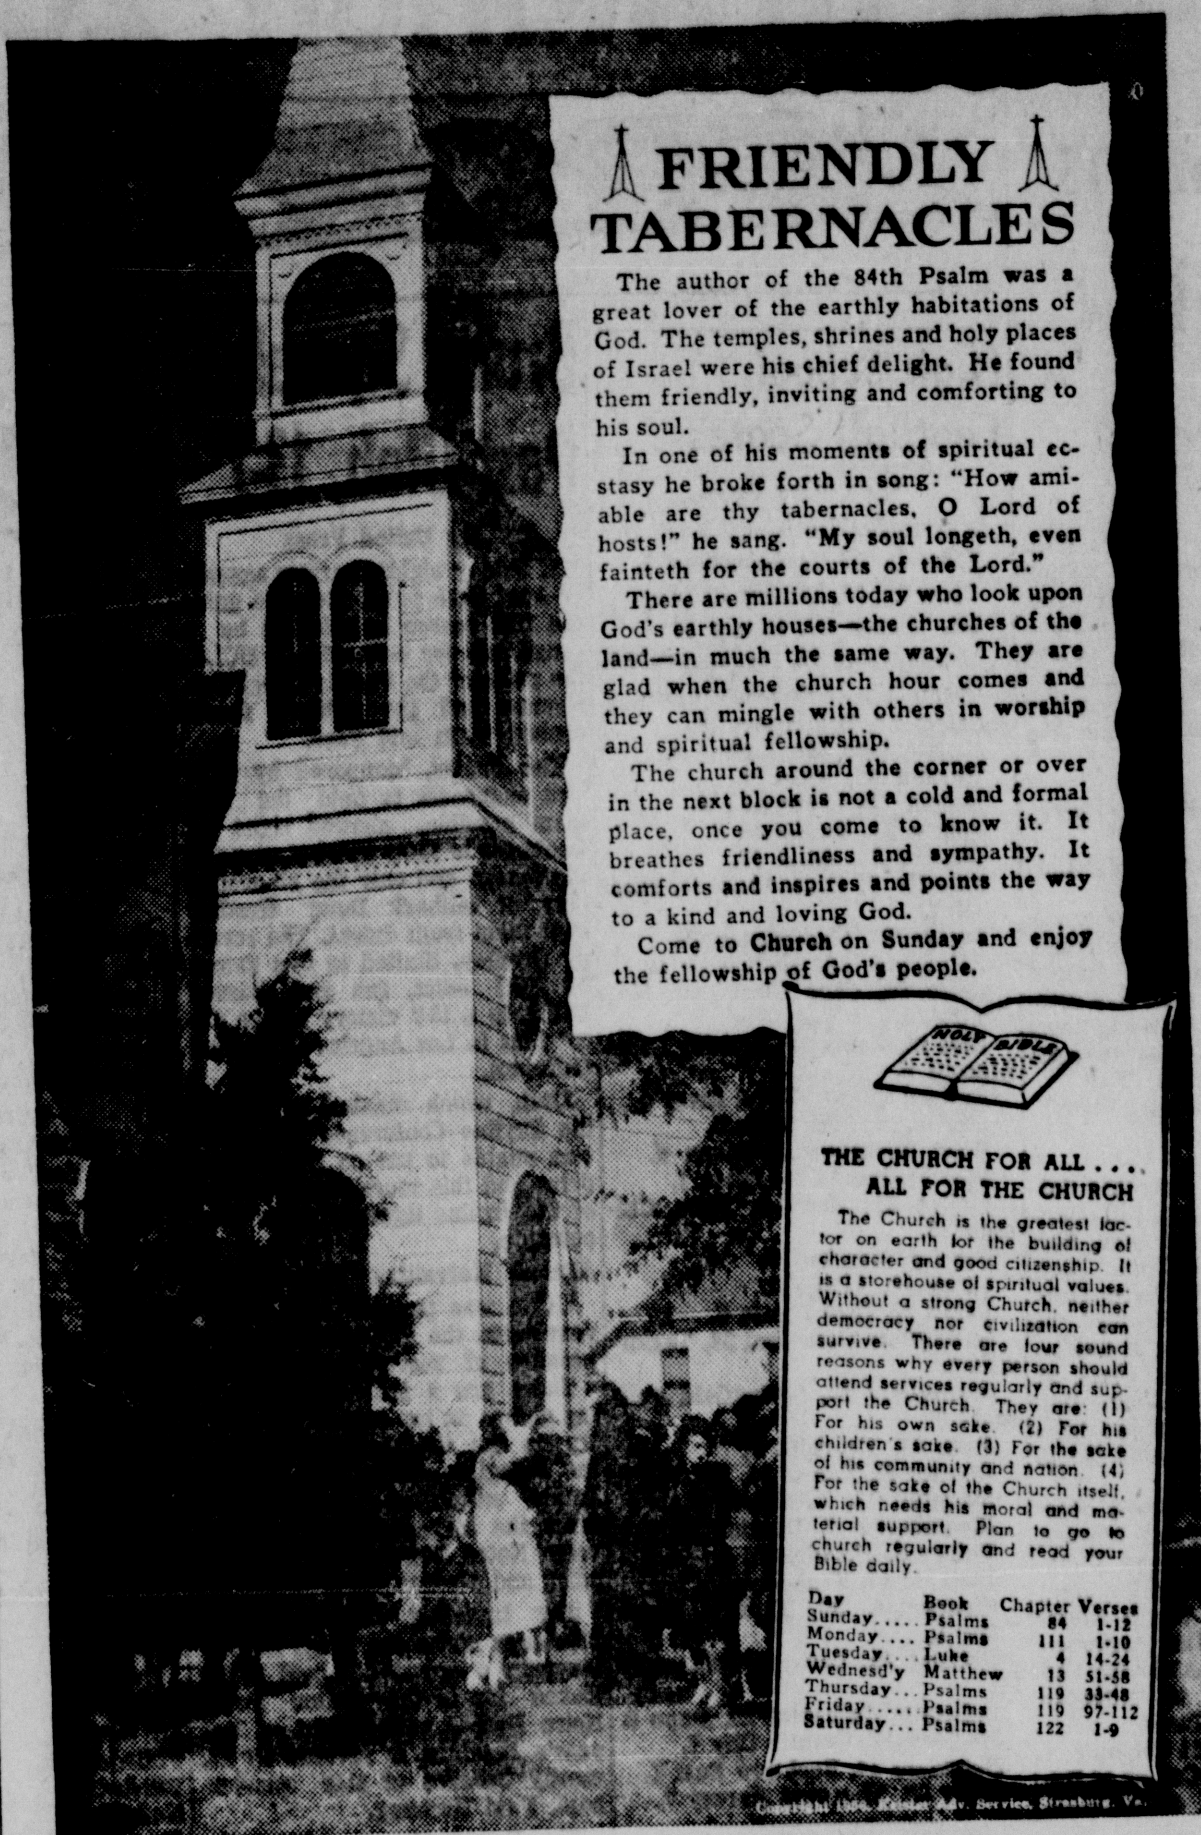 FRIENDLY
TABERNACLES
The author of the 84th Psalm was a
great lover of the earthly habitations of
God. The temples, shrines and holy places
of Israel were his chief delight. He found
them friendly, inviting and comforting to
his soul.
In one of his moments of spiritual ec-
stasy he broke forth in song: “How ami-
able are thy tabernacles, O Lord of
hosts!” he sang. “My soul longeth, even
fainteth for the courts of the Lord.”
There are millions today who look upon
God's earthly houses—the churches of the
land—in much the same way. They are
glad when the church hour comes and
they can mingle with others in worship
and spiritual fellowship.
The church around the corner or over
in the next block is not a cold and formal
place, once you come to know it. It
breathes friendliness and sympathy. It
comforts and inspires and points the way
to a kind and loving God.
Come to Church on Sunday and enjoy
the fellowship of God's people.
HOLY BIBLE
THE CHURCH FOR ALL . . . .
ALL FOR THE CHURCH
The Church is the greatest fac-
tor on earth for the building of
character and good citizenship. It
is a storehouse of spiritual values.
Without a strong Church, neither
democracy nor civilization can
survive. There are four sound
reasons why every person should
attend services regularly and sup-
port the Church. They are: (1)
For his own sake. (2) For his
children's sake. (3) For the sake
of his community and nation. (4)
For the sake of the Church itself,
which needs his moral and ma-
terial support. Plan to go to
church regularly and read your
Bible daily.
Day Book Chapter Verses
Sunday..... Psalms 84 1-12
Monday.... Psalms 111 1-10
Tuesday.... Luke 4 14-24
Wednesd'y Matthew 13 51-58
Thursday... Psalms 119 33-48
Friday...... Psalms 119 97-112
Saturday... Psalms 122 1-9
Copyright Keister Adv. Service, Strasburg, Va.